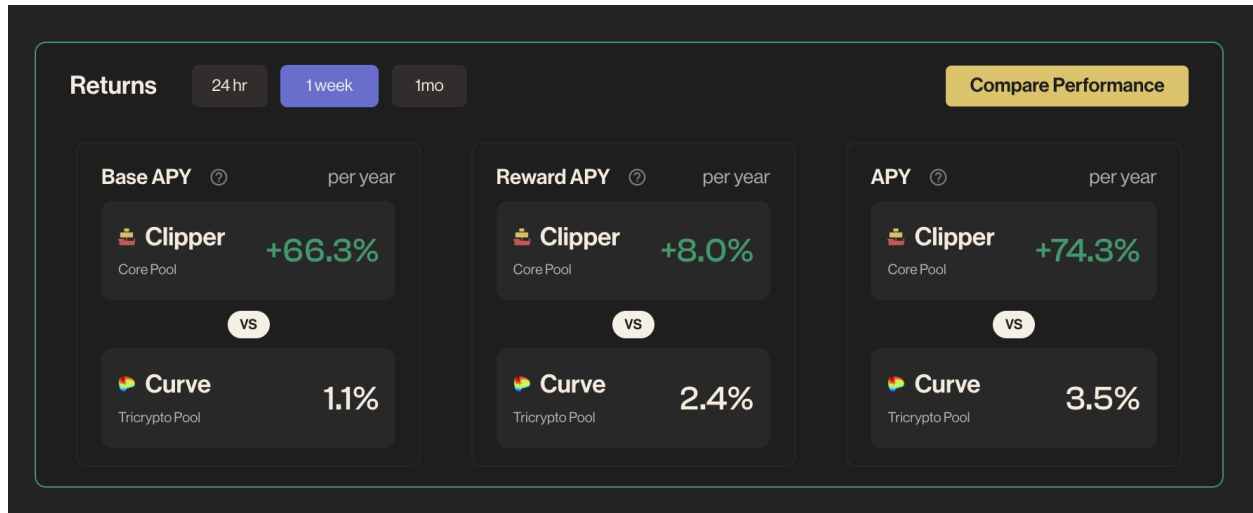 Returns 24 hr 1 week 1mo Compare Performance
Base APY ? per year
Clipper +66.3%
Core Pool
VS
Curve 1.1%
Tricrypto Pool
Reward APY ? per year
Clipper +8.0%
Core Pool
VS
Curve 2.4%
Tricrypto Pool
APY ? per year
Clipper +74.3%
Core Pool
VS
Curve 3.5%
Tricrypto Pool